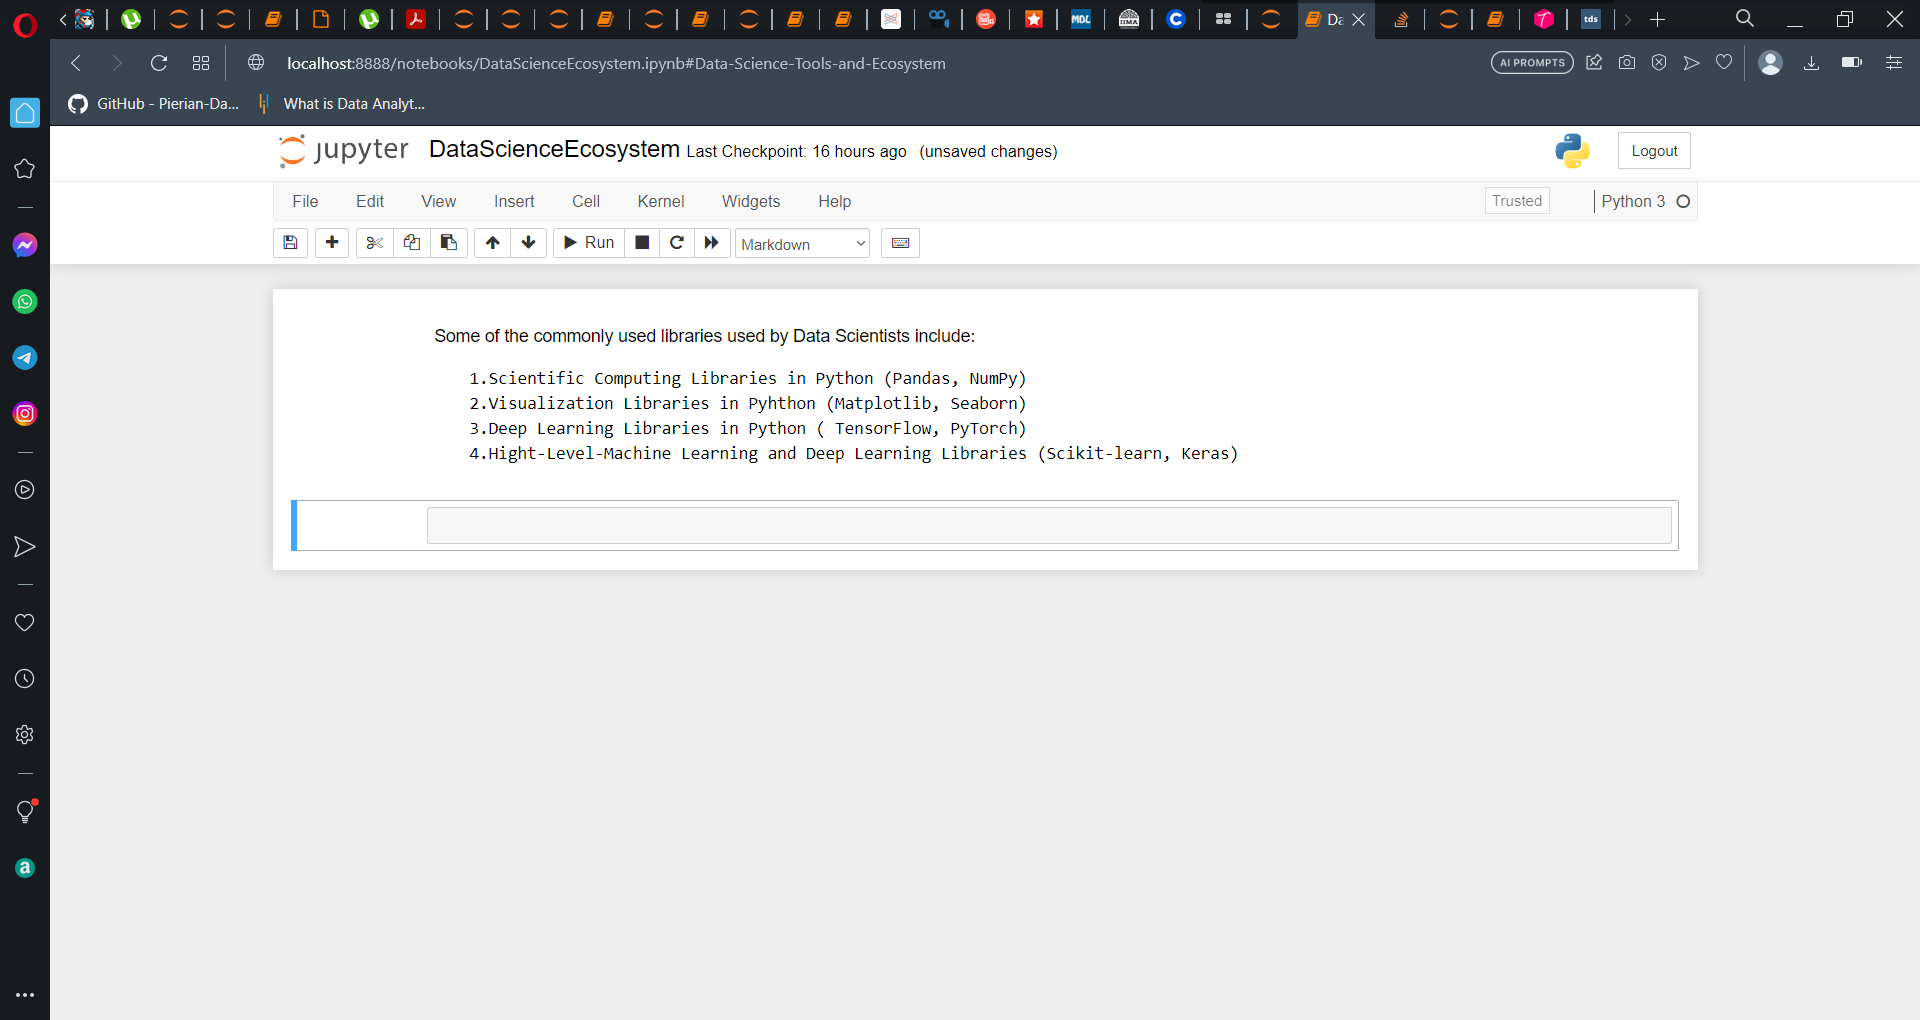 MDL
IIMA
Da
tds
localhost:8888/notebooks/DataScienceEcosystem.ipynb#Data-Science-Tools-and-Ecosystem
AI PROMPTS
GitHub - Pierian-Da...
What is Data Analyt...
jupyter DataScienceEcosystem Last Checkpoint: 16 hours ago (unsaved changes)
Logout
File Edit View Insert Cell Kernel Widgets Help
Trusted
Python 3
Run
Markdown
Some of the commonly used libraries used by Data Scientists include:
1.Scientific Computing Libraries in Python (Pandas, NumPy)
2.Visualization Libraries in Pyhthon (Matplotlib, Seaborn)
3.Deep Learning Libraries in Python ( TensorFlow, PyTorch)
4.Hight-Level-Machine Learning and Deep Learning Libraries (Scikit-learn, Keras)
a